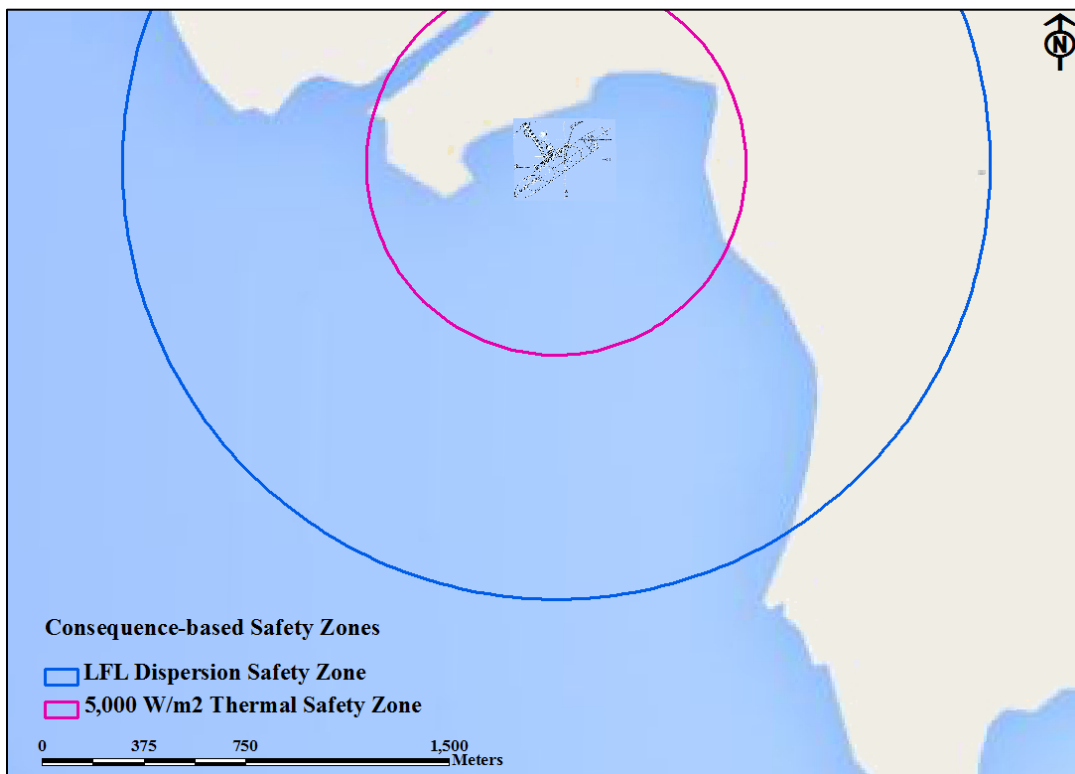 N
Consequence-based Safety Zones
LFL Dispersion Safety Zone
5,000 W/m2 Thermal Safety Zone
0 375 750 1,500
Meters